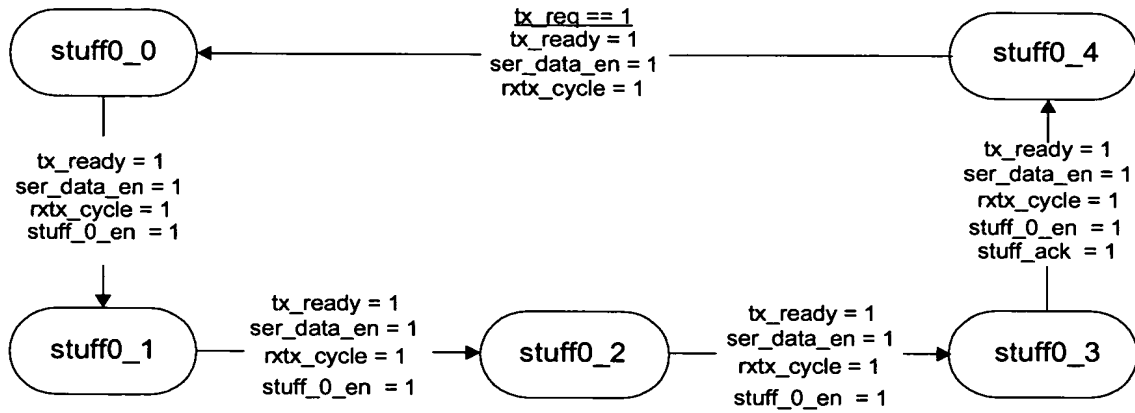 tx_req == 1
tx_ready = 1
ser_data_en = 1
rxtx_cycle = 1
stuff0_0
stuff0_4
tx_ready = 1
ser_data_en = 1
rxtx_cycle = 1
stuff_0_en = 1
tx_ready = 1
ser_data_en = 1
rxtx_cycle = 1
stuff_0_en = 1
stuff_ack = 1
stuff0_1
tx_ready = 1
ser_data_en = 1
rxtx_cycle = 1
stuff_0_en = 1
stuff0_2
tx_ready = 1
ser_data_en = 1
rxtx_cycle = 1
stuff_0_en = 1
stuff0_3